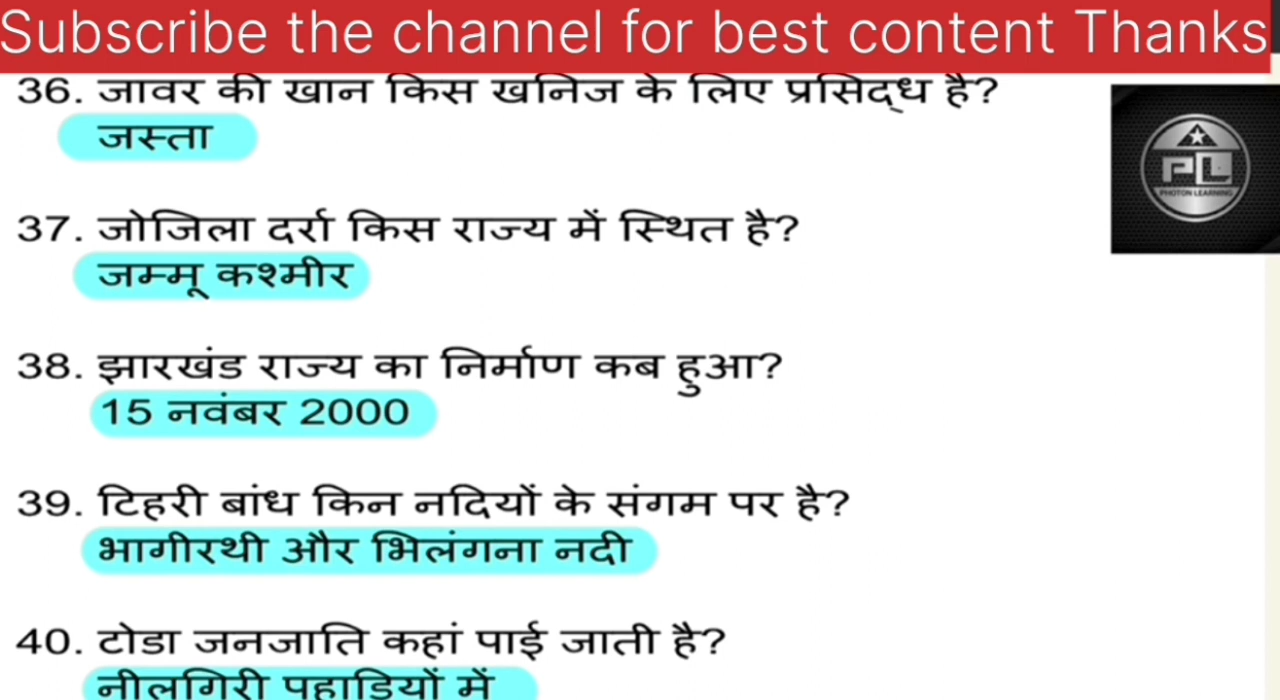 Subscribe the channel for best content Thanks
36. जावर की खान किस खनिज के लिए प्रसिद्ध है?
जस्ता
PL
PHOTON LEARNING
37. जोजिला दर्रा किस राज्य में स्थित है?
जम्मू कश्मीर
38. झारखंड राज्य का निर्माण कब हुआ?
15 नवंबर 2000
39. टिहरी बांध किन नदियों के संगम पर है?
भागीरथी और भिलंगना नदी
40. टोडा जनजाति कहां पाई जाती है?
नीलगिरी पहाडियों में